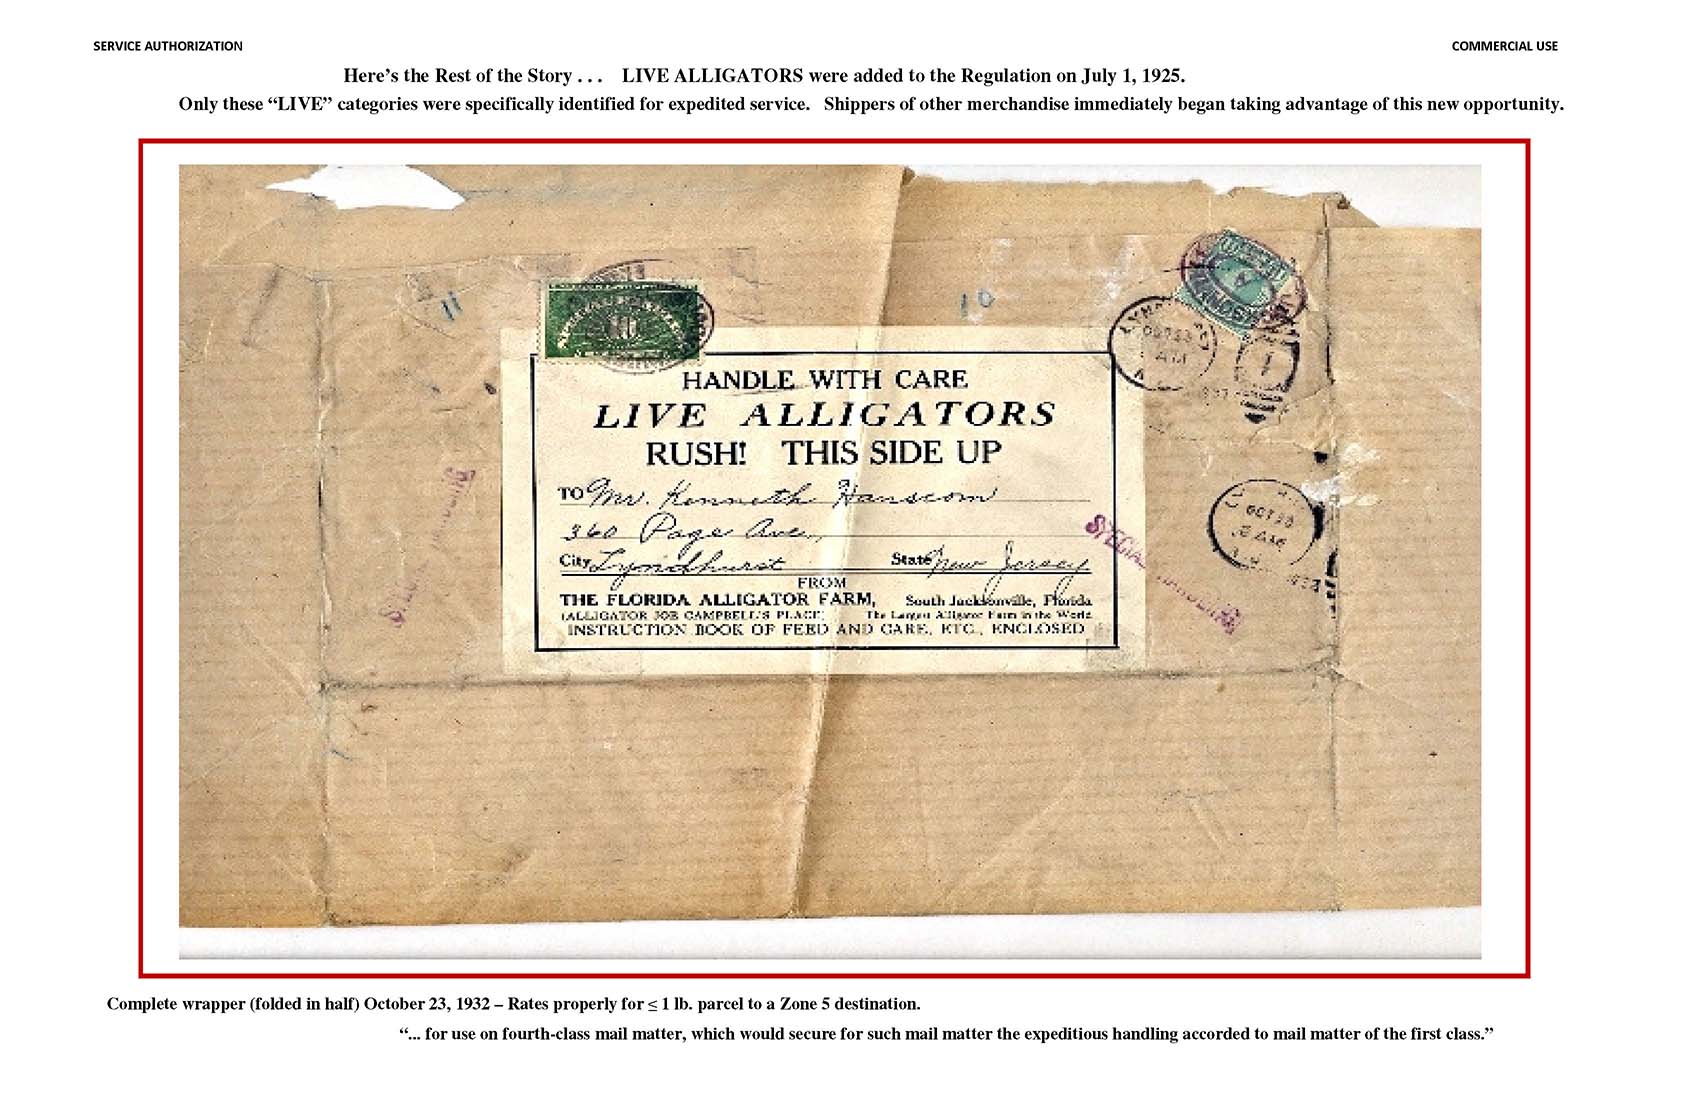 SERVICE AUTHORIZATION
COMMERCIAL USE
Here’s the Rest of the Story . . . LIVE ALLIGATORS were added to the Regulation on July 1, 1925.
Only these “LIVE” categories were specifically identified for expedited service. Shippers of other merchandise immediately began taking advantage of this new opportunity.
11
10
OCT 23
AM
1
HANDLE WITH CARE
LIVE ALLIGATORS
RUSH! THIS SIDE UP
TO Mr. Kenneth Hanscom
360 Page Ave.,
City Lyndhurst State New Jersey
FROM
THE FLORIDA ALLIGATOR FARM, South Jacksonville, Florida
(ALLIGATOR JOE CAMPBELL'S PLACE) The Largest Alligator Farm in the World
INSTRUCTION BOOK OF FEED AND CARE, ETC., ENCLOSED
SPECIAL HANDLING
OCT 23
Complete wrapper (folded in half) October 23, 1932 – Rates properly for ≤ 1 lb. parcel to a Zone 5 destination.
“... for use on fourth-class mail matter, which would secure for such mail matter the expeditious handling accorded to mail matter of the first class.”